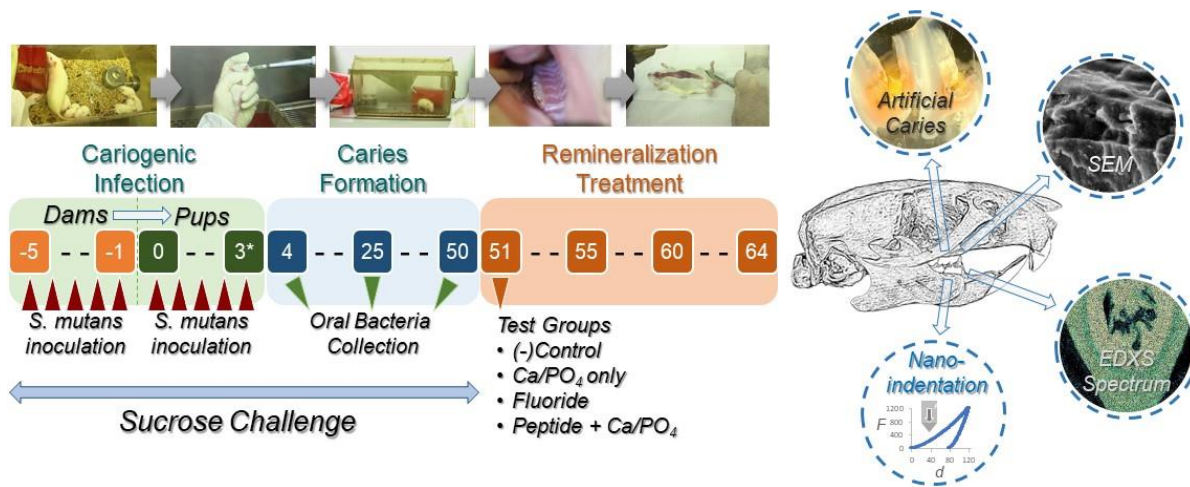 Cariogenic
Infection
Caries
Formation
Remineralization
Treatment
Dams Pups
-5 - - -1 0 - - 3* 4 - - 25 - - 50 51 - - 55 - - 60 - - 64
S. mutans
inoculation
S. mutans
inoculation
Oral Bacteria
Collection
Sucrose Challenge
Test Groups
• (-)Control
• Ca/PO₄ only
• Fluoride
• Peptide + Ca/PO₄
Artificial
Caries
SEM
EDXS
Spectrum
Nano-
indentation
F
1200
800
400
0
0 40 80 120
d